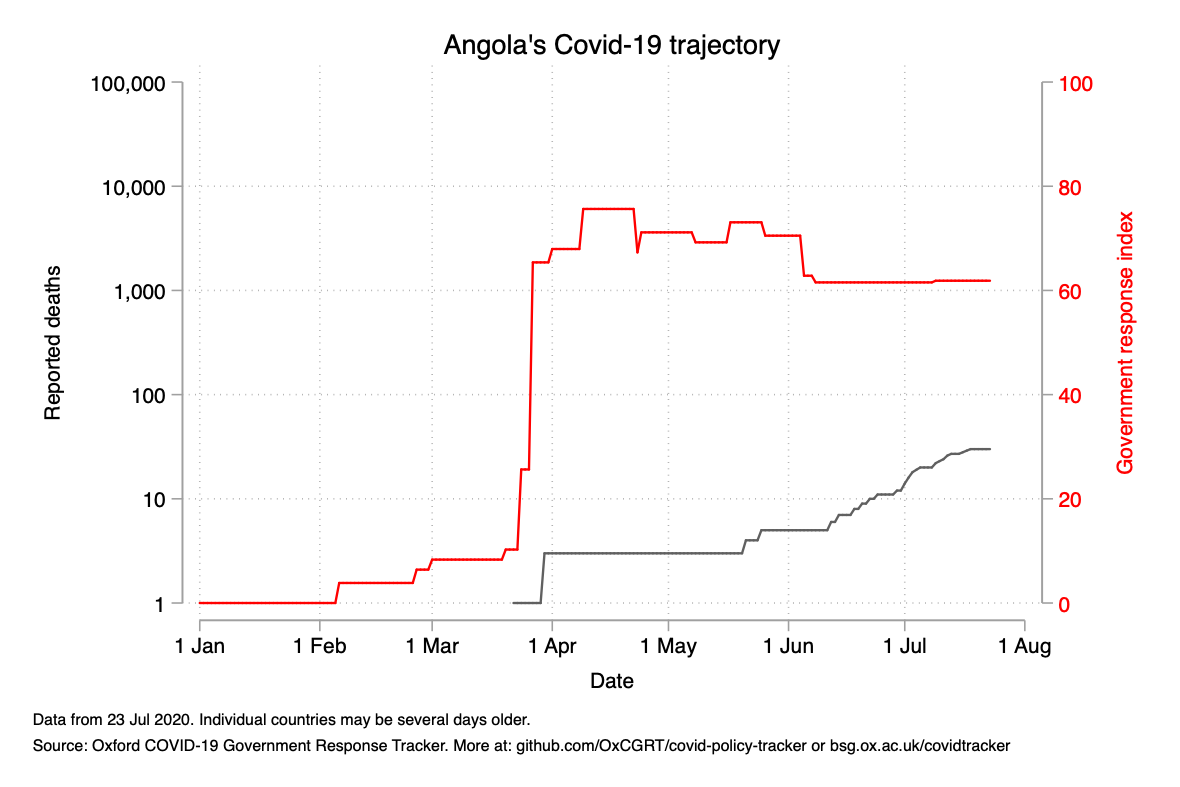 Angola's Covid-19 trajectory
100,000
10,000
1,000
100
10
1
Reported deaths
100
80
60
40
20
0
Government response index
1 Jan 1 Feb 1 Mar 1 Apr 1 May 1 Jun 1 Jul 1 Aug
Date
Data from 23 Jul 2020. Individual countries may be several days older.
Source: Oxford COVID-19 Government Response Tracker. More at: github.com/OxCGRT/covid-policy-tracker or bsg.ox.ac.uk/covidtracker